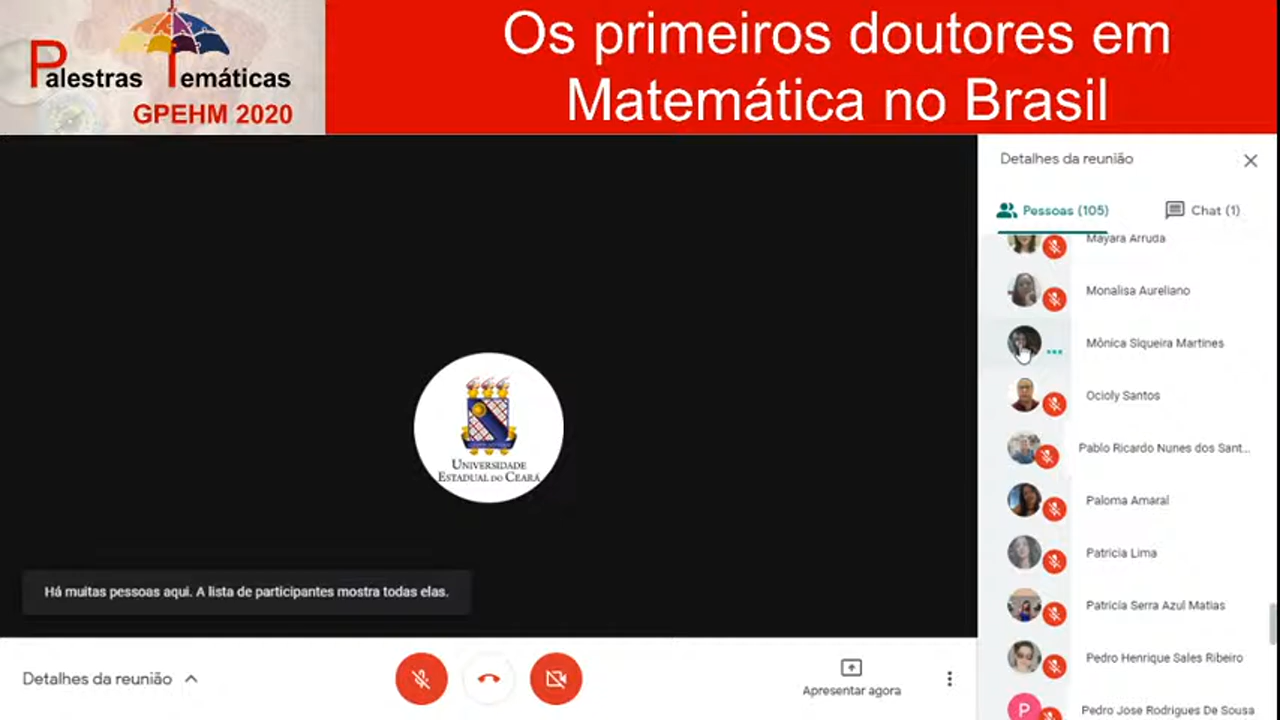 Palestras Temáticas
GPEHM 2020
Os primeiros doutores em
Matemática no Brasil
Detalhes da reunião
Pessoas (105)
Chat (1)
Mayara Arruda
Monalisa Aureliano
Mônica Siqueira Martines
Ocioly Santos
Pablo Ricardo Nunes dos Sant...
Paloma Amaral
Patricia Lima
Patricia Serra Azul Matias
Pedro Henrique Sales Ribeiro
P
Pedro Jose Rodrigues De Sousa
UNIVERSIDADE
ESTADUAL DO CEARÁ
Há muitas pessoas aqui. A lista de participantes mostra todas elas.
Detalhes da reunião
Apresentar agora